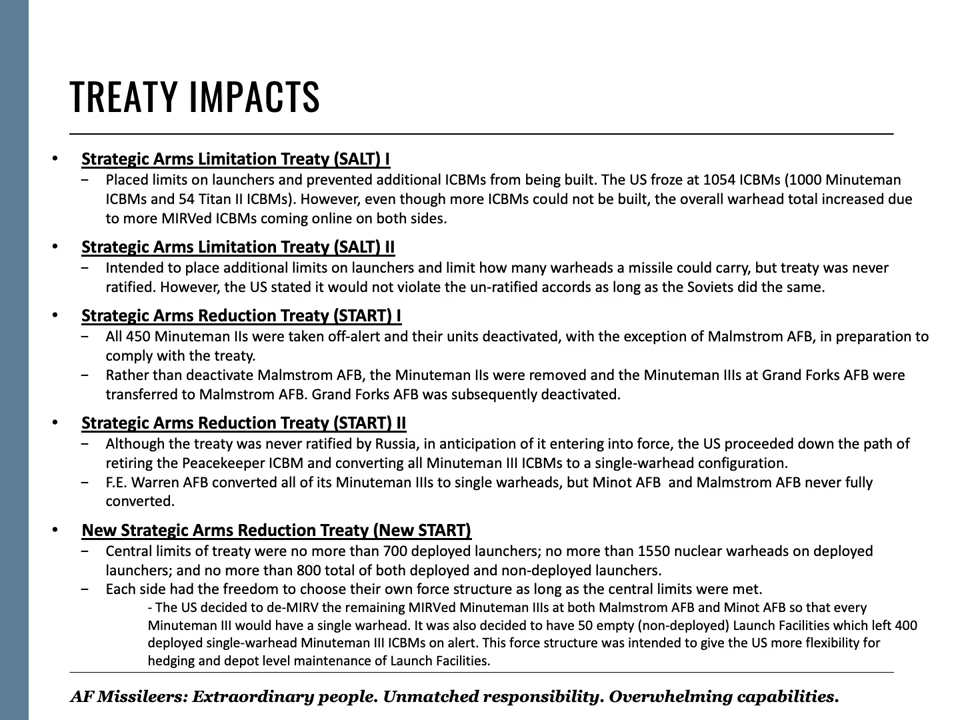 TREATY IMPACTS
• Strategic Arms Limitation Treaty (SALT) I
– Placed limits on launchers and prevented additional ICBMs from being built. The US froze at 1054 ICBMs (1000 Minuteman
ICBMs and 54 Titan II ICBMs). However, even though more ICBMs could not be built, the overall warhead total increased due
to more MIRVed ICBMs coming online on both sides.
• Strategic Arms Limitation Treaty (SALT) II
– Intended to place additional limits on launchers and limit how many warheads a missile could carry, but treaty was never
ratified. However, the US stated it would not violate the un-ratified accords as long as the Soviets did the same.
• Strategic Arms Reduction Treaty (START) I
– All 450 Minuteman IIs were taken off-alert and their units deactivated, with the exception of Malmstrom AFB, in preparation to
comply with the treaty.
– Rather than deactivate Malmstrom AFB, the Minuteman IIs were removed and the Minuteman IIIs at Grand Forks AFB were
transferred to Malmstrom AFB. Grand Forks AFB was subsequently deactivated.
• Strategic Arms Reduction Treaty (START) II
– Although the treaty was never ratified by Russia, in anticipation of it entering into force, the US proceeded down the path of
retiring the Peacekeeper ICBM and converting all Minuteman III ICBMs to a single-warhead configuration.
– F.E. Warren AFB converted all of its Minuteman IIIs to single warheads, but Minot AFB and Malmstrom AFB never fully
converted.
• New Strategic Arms Reduction Treaty (New START)
– Central limits of treaty were no more than 700 deployed launchers; no more than 1550 nuclear warheads on deployed
launchers; and no more than 800 total of both deployed and non-deployed launchers.
– Each side had the freedom to choose their own force structure as long as the central limits were met.
- The US decided to de-MIRV the remaining MIRVed Minuteman IIIs at both Malmstrom AFB and Minot AFB so that every
Minuteman III would have a single warhead. It was also decided to have 50 empty (non-deployed) Launch Facilities which left 400
deployed single-warhead Minuteman III ICBMs on alert. This force structure was intended to give the US more flexibility for
hedging and depot level maintenance of Launch Facilities.
AF Missileers: Extraordinary people. Unmatched responsibility. Overwhelming capabilities.